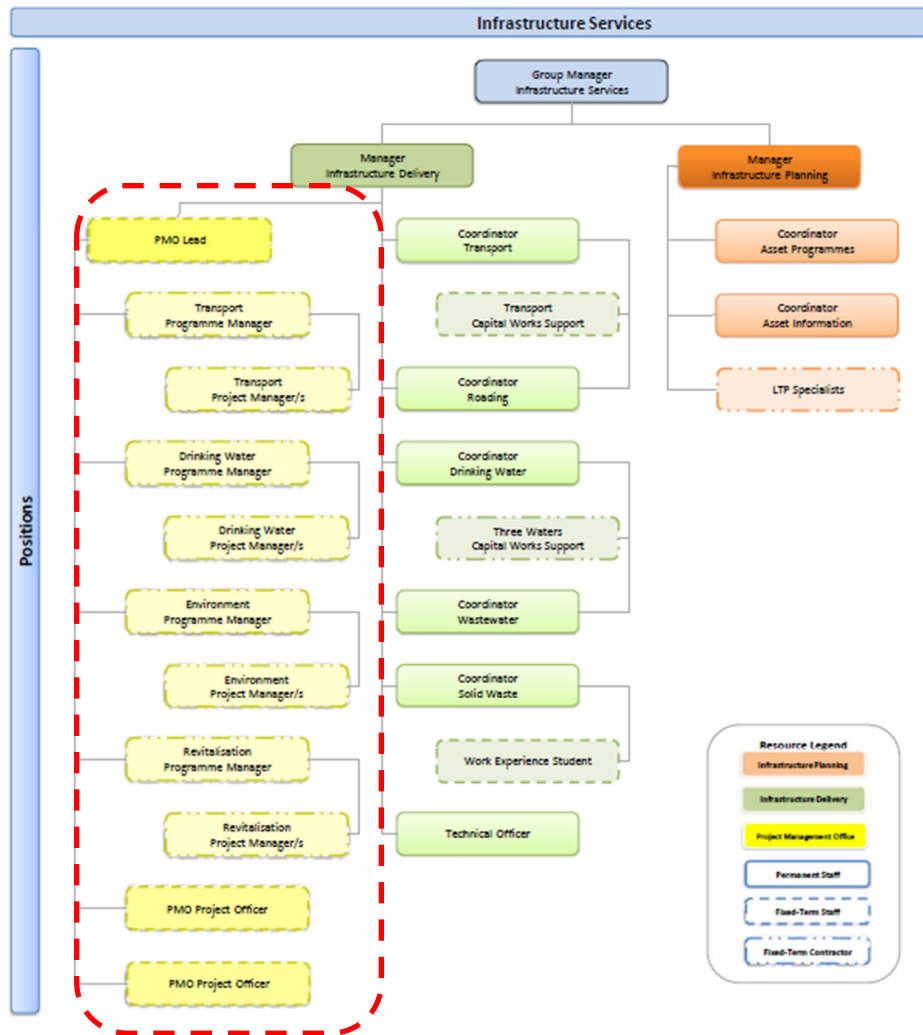 Infrastructure Services
Positions
Group Manager
Infrastructure Services
Manager
Infrastructure Delivery
Manager
Infrastructure Planning
PMO Lead
Transport
Programme Manager
Transport
Project Manager/s
Drinking Water
Programme Manager
Drinking Water
Project Manager/s
Environment
Programme Manager
Environment
Project Manager/s
Revitalisation
Programme Manager
Revitalisation
Project Manager/s
PMO Project Officer
PMO Project Officer
Coordinator
Transport
Transport
Capital Works Support
Coordinator
Roading
Coordinator
Drinking Water
Three Waters
Capital Works Support
Coordinator
Wastewater
Coordinator
Solid Waste
Work Experience Student
Technical Officer
Coordinator
Asset Programmes
Coordinator
Asset Information
LTP Specialists
Resource Legend
Infrastructure Planning
Infrastructure Delivery
Project Management Office
Permanent Staff
Fixed-Term Staff
Fixed-Term Contractor